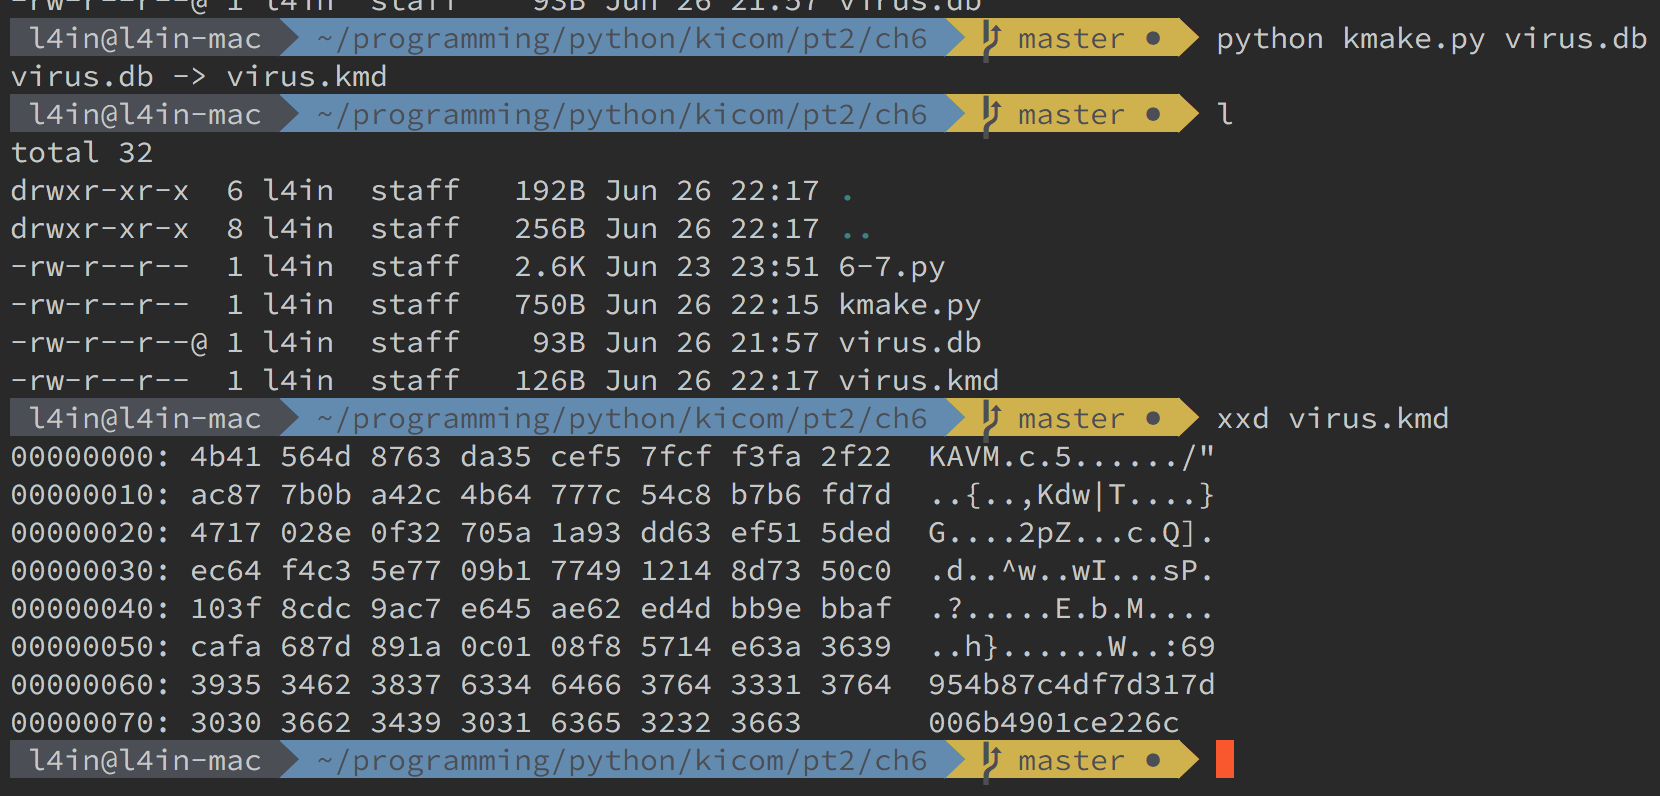 -rw-r--r--@ 1 l4in  staff    93B Jun 26 21:57 virus.db
l4in@l4in-mac ~/programming/python/kicom/pt2/ch6 master ● python kmake.py virus.db
virus.db -> virus.kmd
l4in@l4in-mac ~/programming/python/kicom/pt2/ch6 master ● l
total 32
drwxr-xr-x  6 l4in  staff   192B Jun 26 22:17 .
drwxr-xr-x  8 l4in  staff   256B Jun 26 22:17 ..
-rw-r--r--  1 l4in  staff   2.6K Jun 23 23:51 6-7.py
-rw-r--r--  1 l4in  staff   750B Jun 26 22:15 kmake.py
-rw-r--r--@ 1 l4in  staff    93B Jun 26 21:57 virus.db
-rw-r--r--  1 l4in  staff   126B Jun 26 22:17 virus.kmd
l4in@l4in-mac ~/programming/python/kicom/pt2/ch6 master ● xxd virus.kmd
00000000: 4b41 564d 8763 da35 cef5 7fcf f3fa 2f22  KAVM.c.5....../"
00000010: ac87 7b0b a42c 4b64 777c 54c8 b7b6 fd7d  ..{..,Kdw|T....}
00000020: 4717 028e 0f32 705a 1a93 dd63 ef51 5ded  G....2pZ...c.Q].
00000030: ec64 f4c3 5e77 09b1 7749 1214 8d73 50c0  .d..^w..wI...sP.
00000040: 103f 8cdc 9ac7 e645 ae62 ed4d bb9e bbaf  .?.....E.b.M....
00000050: cafa 687d 891a 0c01 08f8 5714 e63a 3639  ..h}......W..:69
00000060: 3935 3462 3837 6334 6466 3764 3331 3764  954b87c4df7d317d
00000070: 3030 3662 3439 3031 6365 3232 3663       006b4901ce226c
l4in@l4in-mac ~/programming/python/kicom/pt2/ch6 master ●